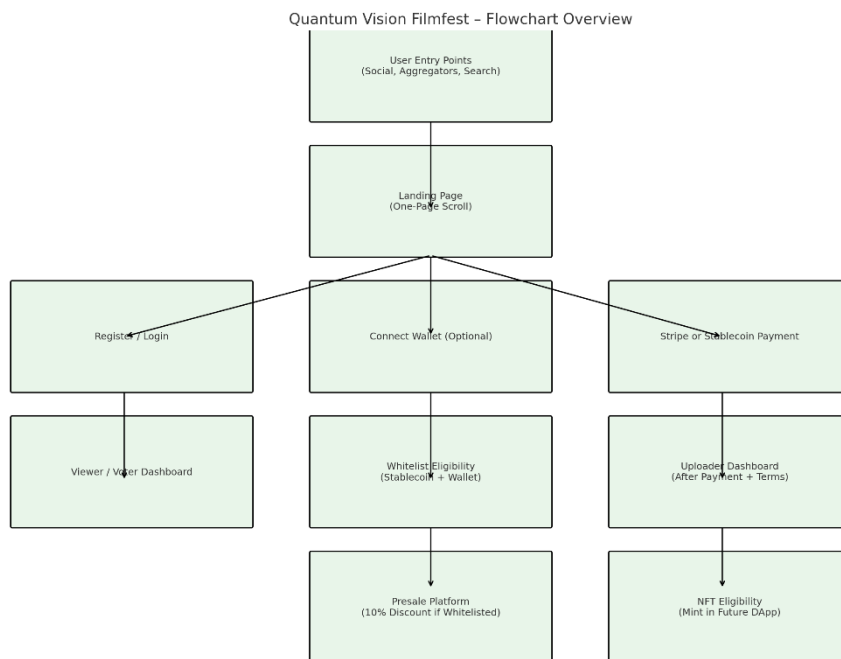 Quantum Vision Filmfest – Flowchart Overview
User Entry Points
(Social, Aggregators, Search)
Landing Page
(One-Page Scroll)
Register / Login
Connect Wallet (Optional)
Stripe or Stablecoin Payment
Viewer / Voter Dashboard
Whitelist Eligibility
(Stablecoin + Wallet)
Uploader Dashboard
(After Payment + Terms)
Presale Platform
(10% Discount if Whitelisted)
NFT Eligibility
(Mint in Future DApp)